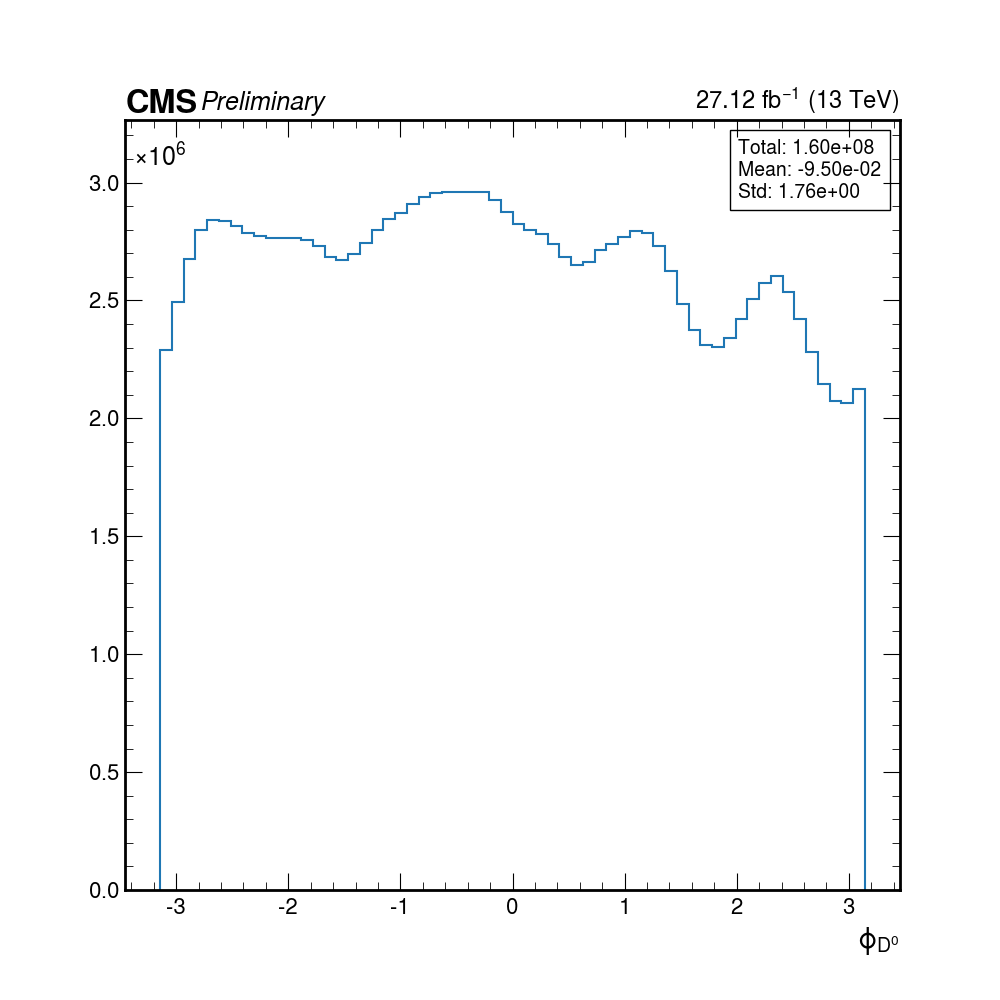 CMS Preliminary 27.12 fb⁻¹ (13 TeV)
×10⁶
Total: 1.60e+08
Mean: -9.50e-02
Std: 1.76e+00
3.0
2.5
2.0
1.5
1.0
0.5
0.0
-3 -2 -1 0 1 2 3
ϕD⁰